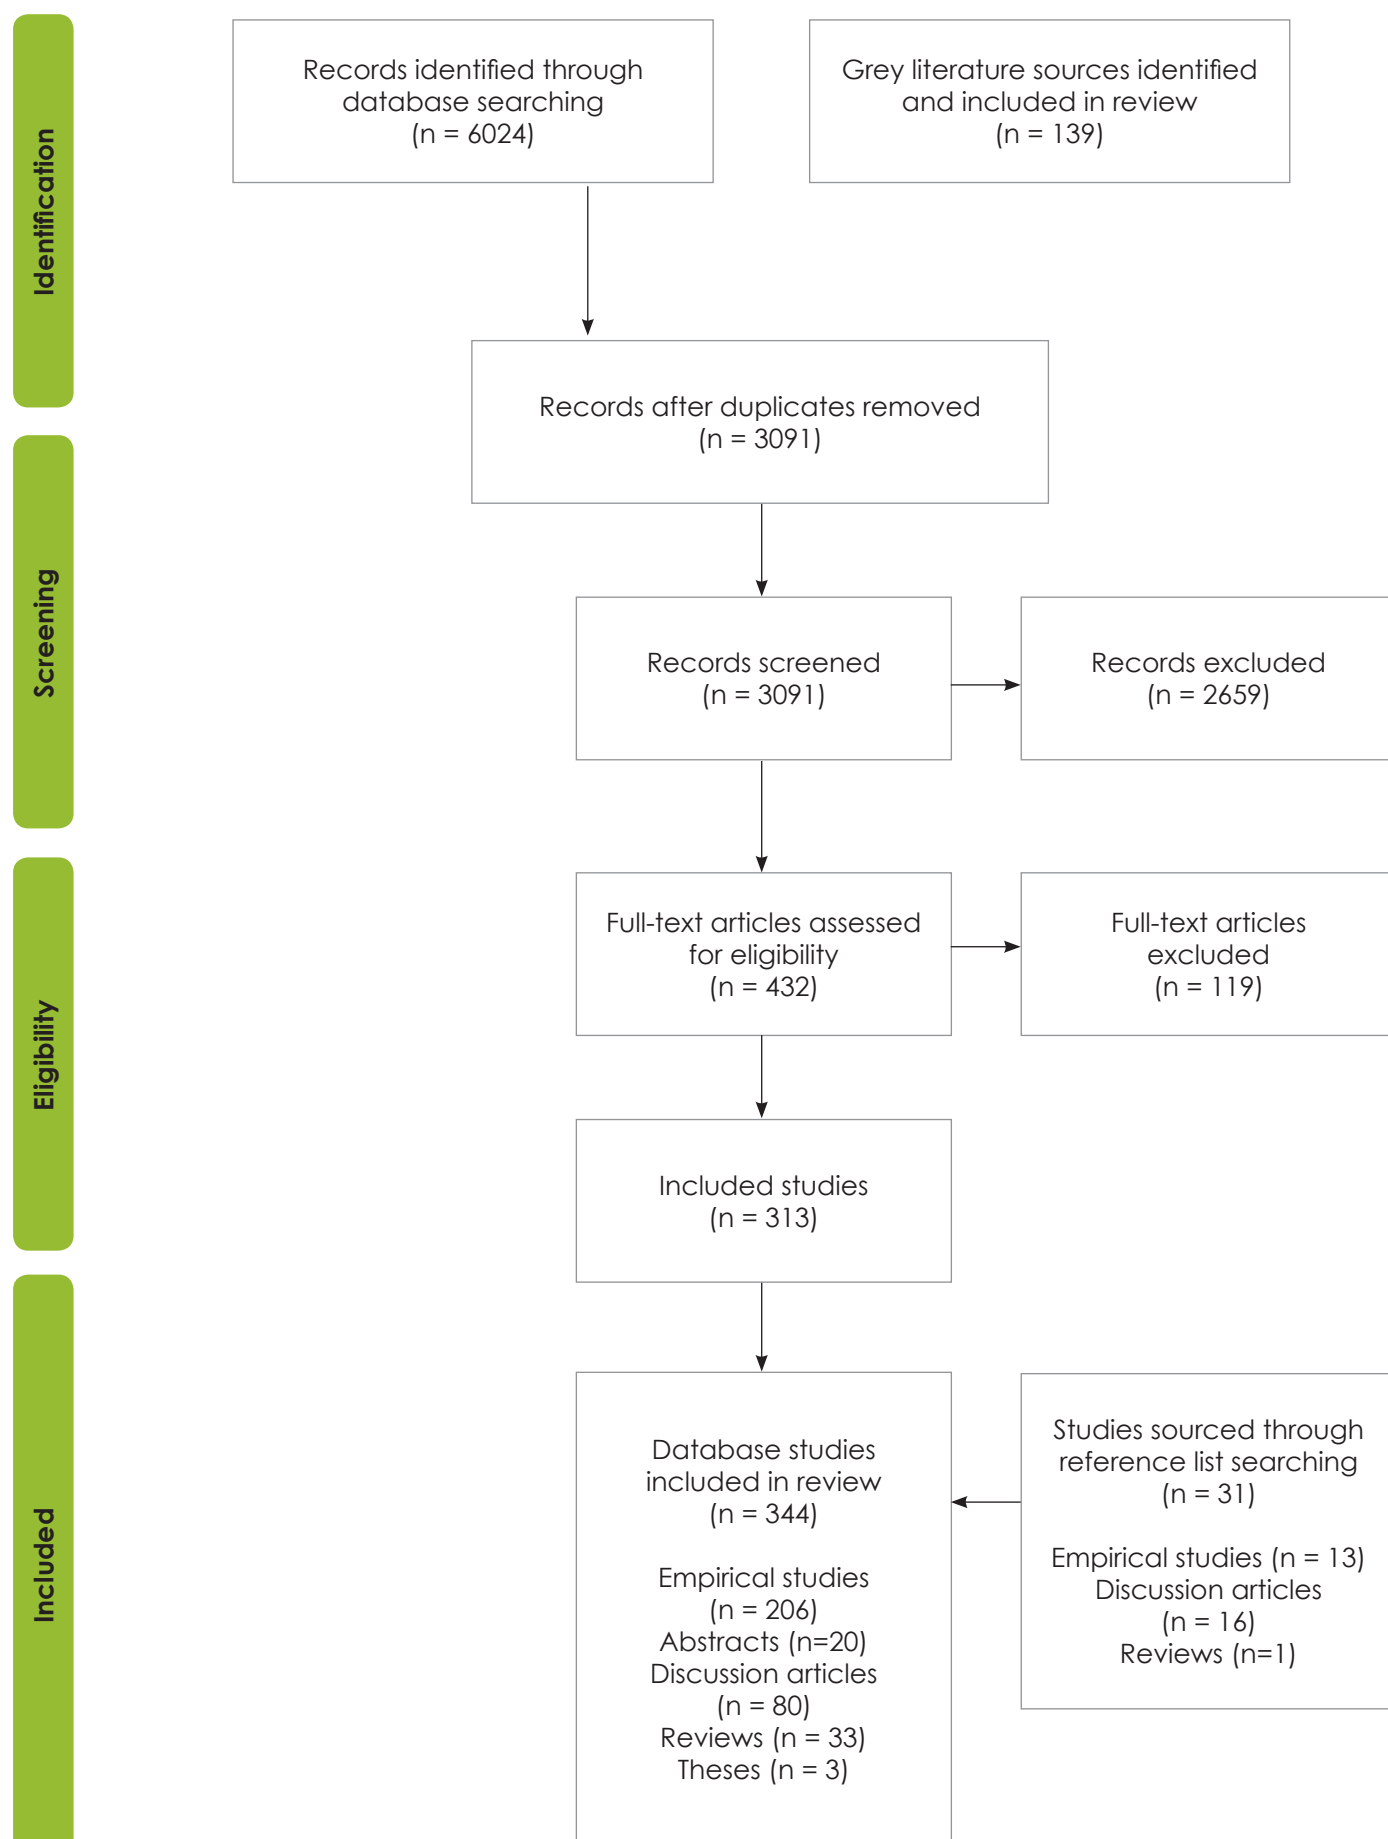 Identification
Records identified through
database searching
(n = 6024)
Grey literature sources identified
and included in review
(n = 139)
Records after duplicates removed
(n = 3091)
Screening
Records screened
(n = 3091)
Records excluded
(n = 2659)
Eligibility
Full-text articles assessed
for eligibility
(n = 432)
Full-text articles
excluded
(n = 119)
Included studies
(n = 313)
Included
Database studies
included in review
(n = 344)
Empirical studies
(n = 206)
Abstracts (n=20)
Discussion articles
(n = 80)
Reviews (n = 33)
Theses (n = 3)
Studies sourced through
reference list searching
(n = 31)
Empirical studies (n = 13)
Discussion articles
(n = 16)
Reviews (n=1)